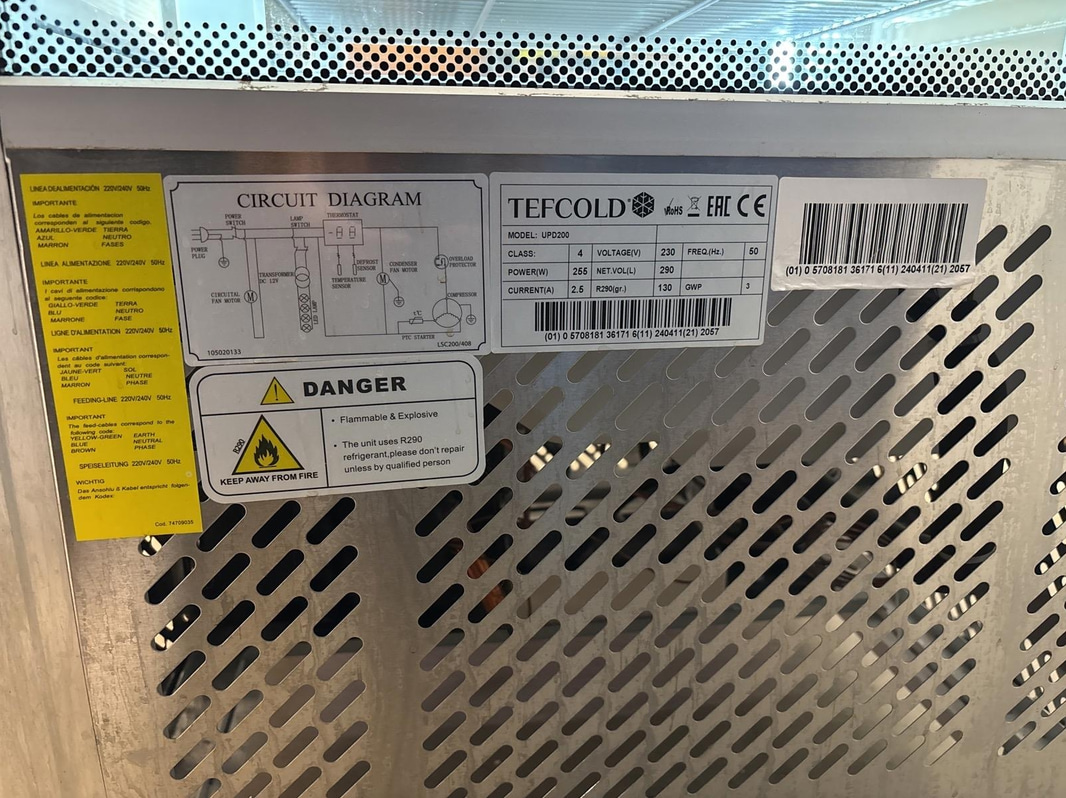 LINEA DEALIMENTACIÓN 220V/240V 50Hz
IMPORTANTE
Los cables de alimentacion
corresponden al siguiente codigo.
AMARILLO-VERDE TIERRA
AZUL NEUTRO
MARRON FASES
LINEA ALIMENTAZIONE 220V/240V 50Hz
IMPORTANTE
I cavi di alimentazione corrispondono
al seguente codice:
GIALLO-VERDE TERRA
BLU NEUTRO
MARRONE FASE
LIGNE D'ALIMENTATION 220V/240V 50Hz
IMPORTANT
Les câbles d'alimentation correspon-
dent au code suivant:
JAUNE-VERT SOL
BLEU NEUTRE
MARRON PHASE
FEEDING-LINE 220V/240V 50Hz
IMPORTANT
The feed-cables correspond to the
following code:
YELLOW-GREEN EARTH
BLUE NEUTRAL
BROWN PHASE
SPEISELEITUNG 220V/240V 50Hz
WICHTIG
Das Anschlu & Kabel entspricht folgen-
dem Kodex:
Cod. 74709035
CIRCUIT DIAGRAM
POWER
SWITCH
LAMP
SWITCH
THERMOSTAT
POWER
PLUG
TRANSFORMER
DC 12V
DEFROST
SENSOR
TEMPERATURE
SENSOR
CONDENSER
FAN MOTOR
OVERLOAD
PROTECTOR
CIRCUITAL
FAN MOTOR
M
M
LED LAMP
COMPRESSOR
PTC STARTER
105020133
LSC200/408
DANGER
R290
KEEP AWAY FROM FIRE
• Flammable & Explosive
• The unit uses R290
refrigerant,please don't repair
unless by qualified person
TEFCOLD® RoHS EAC CE
MODEL: UPD200
CLASS: 4 VOLTAGE(V) 230 FREQ.(Hz.) 50
POWER(W) 255 NET.VOL(L) 290
CURRENT(A) 2.5 R290(gr.) 130 GWP 3
(01) 0 5708181 36171 6(11) 240411(21) 2057
(01) 0 5708181 36171 6(11) 240411(21) 2057